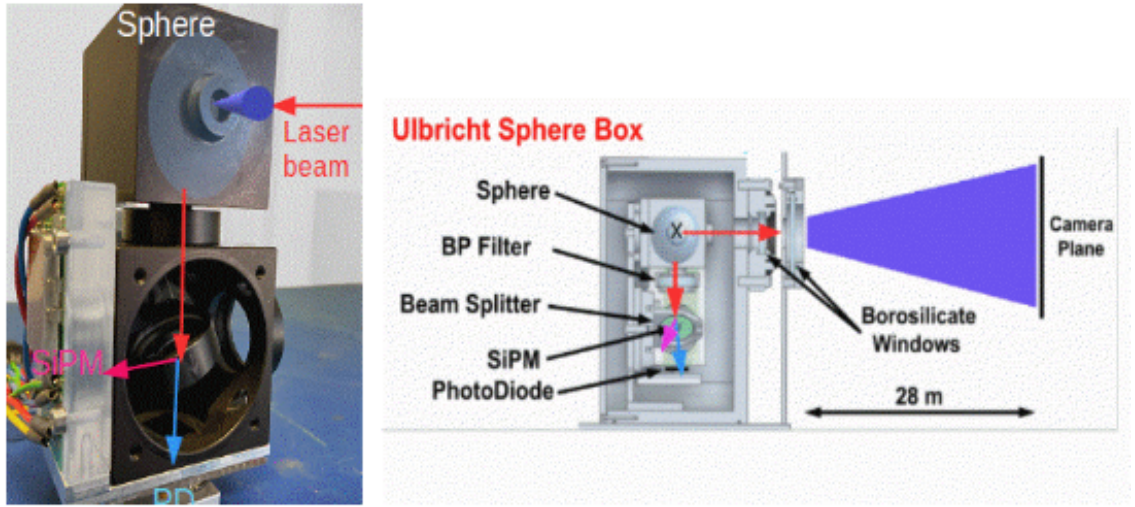 Sphere
Laser
beam
SiPM
PD
Ulbricht Sphere Box
Sphere
X
BP Filter
Beam Splitter
SiPM
PhotoDiode
Camera
Plane
Borosilicate
Windows
28 m